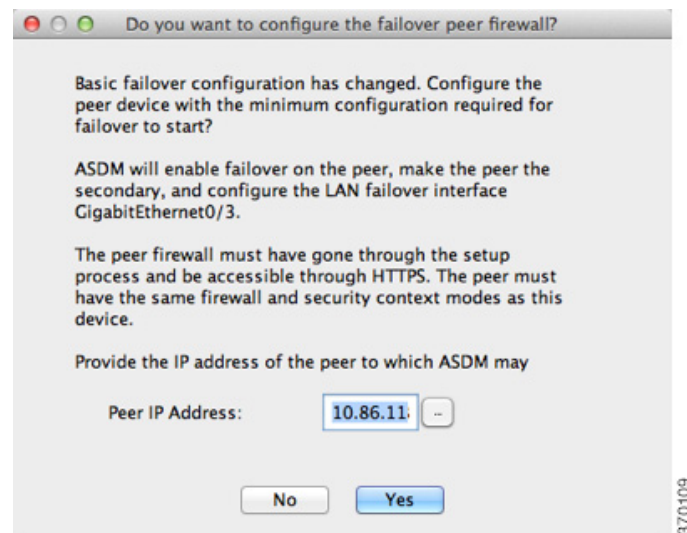 Do you want to configure the failover peer firewall?
Basic failover configuration has changed. Configure the
peer device with the minimum configuration required for
failover to start?
ASDM will enable failover on the peer, make the peer the
secondary, and configure the LAN failover interface
GigabitEthernet0/3.
The peer firewall must have gone through the setup
process and be accessible through HTTPS. The peer must
have the same firewall and security context modes as this
device.
Provide the IP address of the peer to which ASDM may
Peer IP Address: 10.86.11 ..
No Yes
370109